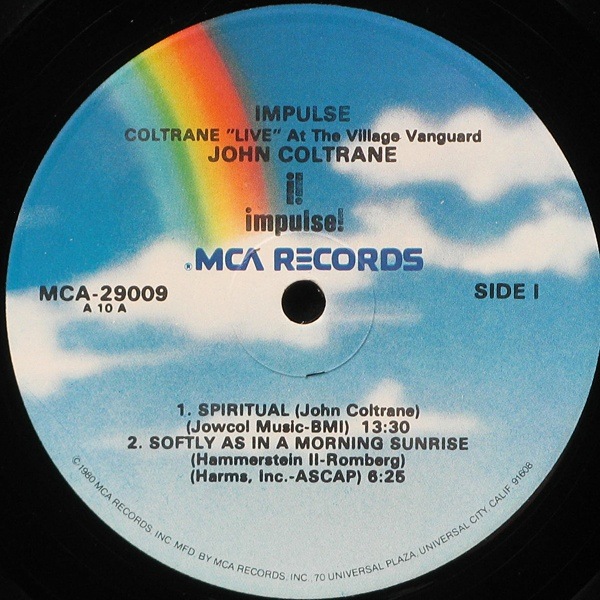 IMPULSE
COLTRANE "LIVE" At The Village Vanguard
JOHN COLTRANE
impulse!
®MCA RECORDS
MCA-29009
A 10 A
SIDE I
1. SPIRITUAL (John Coltrane)
(Jowcol Music-BMI) 13:30
2. SOFTLY AS IN A MORNING SUNRISE
(Hammerstein II-Romberg)
(Harms, Inc.-ASCAP) 6:25
©1980 MCA RECORDS, INC. MFD. BY MCA RECORDS, INC., 70 UNIVERSAL PLAZA, UNIVERSAL CITY, CALIF. 91608